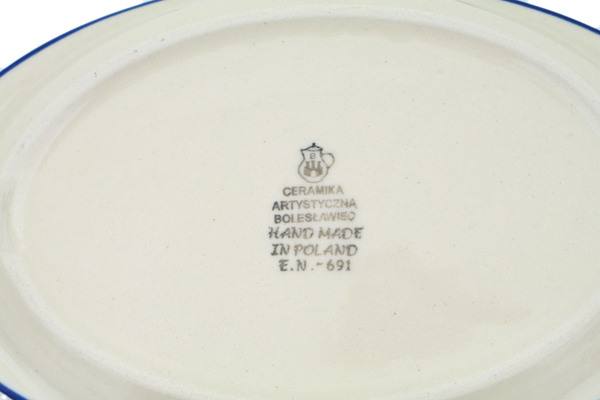 B
CERAMIKA
ARTYSTYCZNA
BOLESŁAWIEC
HAND MADE
IN POLAND
E.N.-691